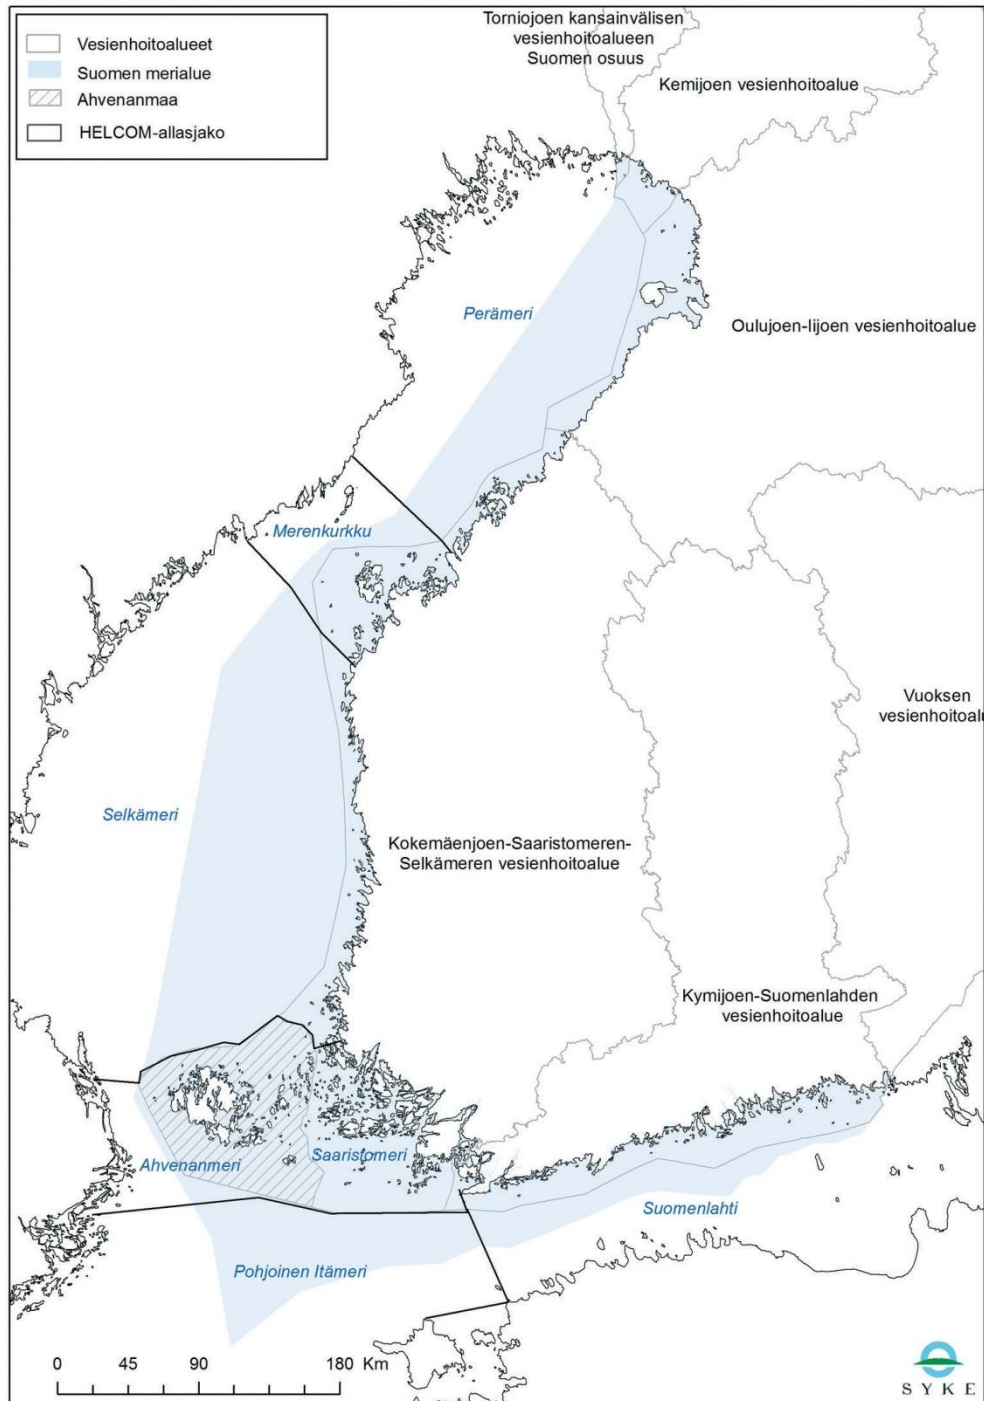 Vesienhoitoalueet
Suomen merialue
Ahvenanmaa
HELCOM-allasjako
Torniojoen kansainvälisen
vesienhoitoalueen
Suomen osuus
Kemijoen vesienhoitoalue
Perämeri
Oulujoen-Iijoen vesienhoitoalue
Merenkurkku
Vuoksen
vesienhoitoalu
Selkämeri
Kokemäenjoen-Saaristomeren-
Selkämeren vesienhoitoalue
Kymijoen-Suomenlahden
vesienhoitoalue
Ahvenanmeri
Saaristomeri
Suomenlahti
Pohjoinen Itämeri
0 45 90 180 Km
SYKE